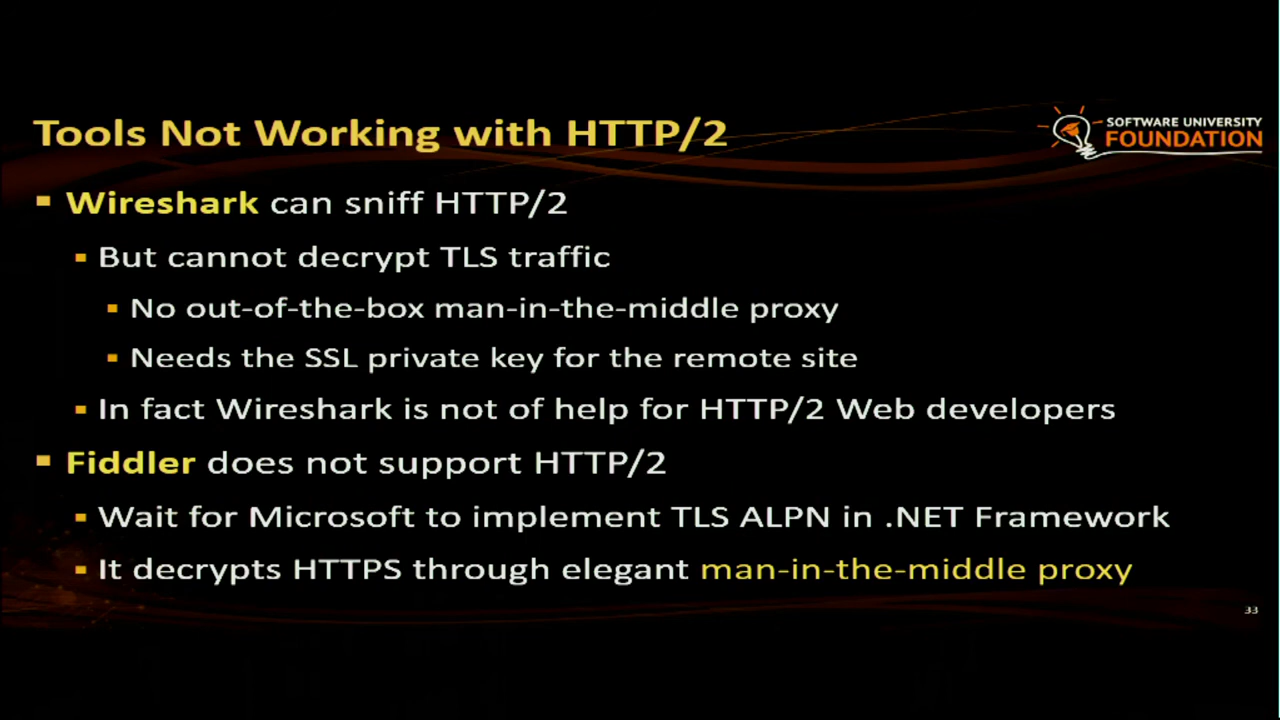 Tools Not Working with HTTP/2
SOFTWARE UNIVERSITY
FOUNDATION
Wireshark can sniff HTTP/2
But cannot decrypt TLS traffic
No out-of-the-box man-in-the-middle proxy
Needs the SSL private key for the remote site
In fact Wireshark is not of help for HTTP/2 Web developers
Fiddler does not support HTTP/2
Wait for Microsoft to implement TLS ALPN in .NET Framework
It decrypts HTTPS through elegant man-in-the-middle proxy
33